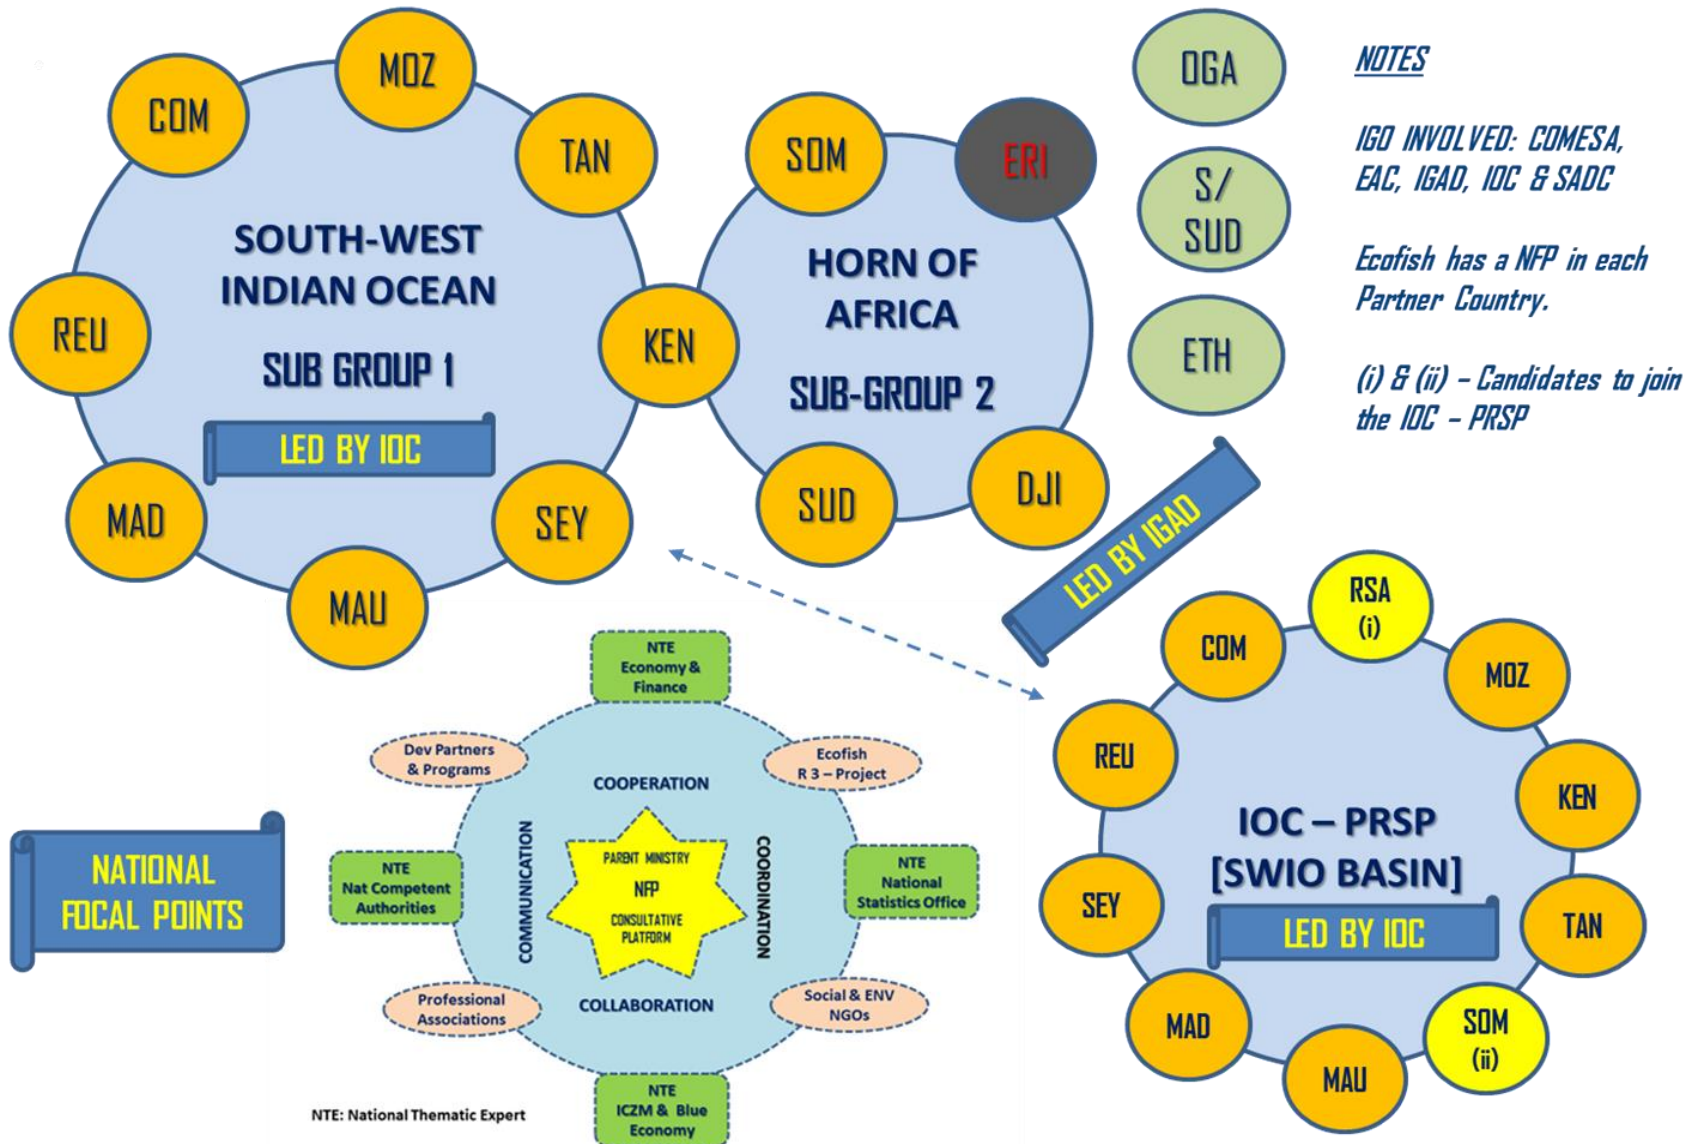 COM
MOZ
TAN
REU
KEN
MAD
MAU
SEY
SOUTH-WEST
INDIAN OCEAN
SUB GROUP 1
LED BY IOC
SOM
ERI
HORN OF
AFRICA
SUB-GROUP 2
SUD
DJI
OGA
S/
SUD
ETH
LED BY IGAD
NOTES
IGO INVOLVED: COMESA,
EAC, IGAD, IOC & SADC
Ecofish has a NFP in each
Partner Country.
(i) & (ii) – Candidates to join
the IOC – PRSP
NATIONAL
FOCAL POINTS
NTE
Economy &
Finance
Dev Partners
& Programs
Ecofish
R 3 – Project
COOPERATION
COMMUNICATION
COORDINATION
PARENT MINISTRY
NFP
CONSULTATIVE
PLATFORM
NTE
Nat Competent
Authorities
NTE
National
Statistics Office
COLLABORATION
Professional
Associations
Social & ENV
NGOs
NTE
ICZM & Blue
Economy
NTE: National Thematic Expert
RSA
(i)
COM
MOZ
REU
KEN
IOC – PRSP
[SWIO BASIN]
LED BY IOC
SEY
TAN
MAD
SOM
(ii)
MAU